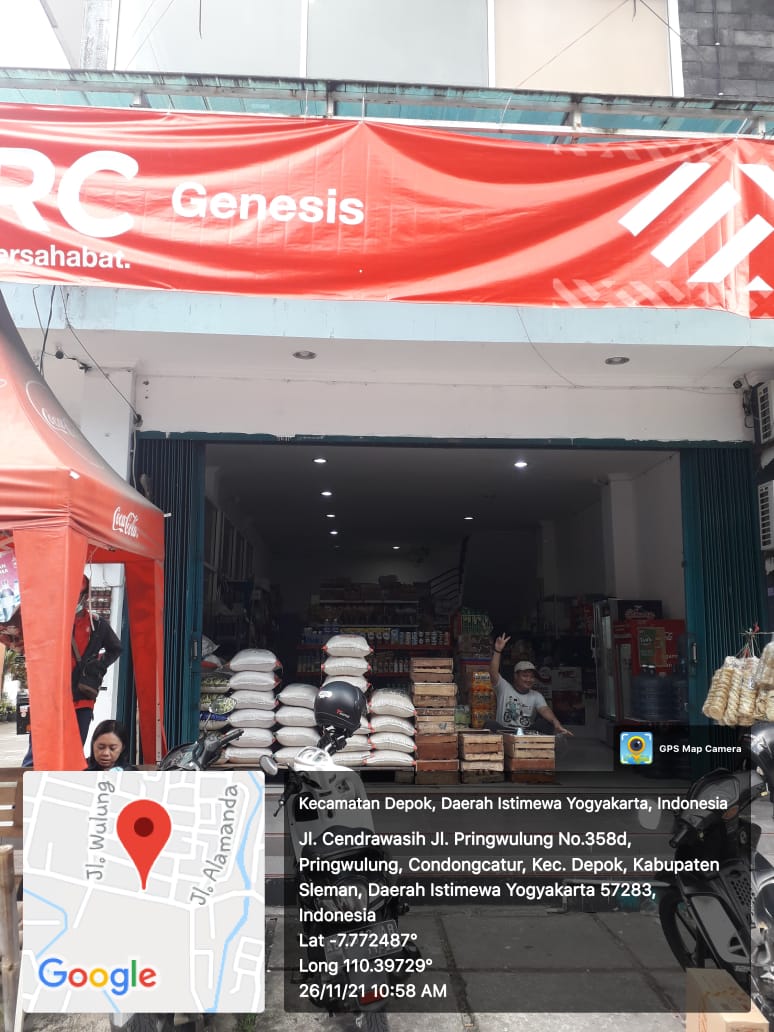 RC Genesis
ersahabat.
Coca-Cola
GPS Map Camera
Kecamatan Depok, Daerah Istimewa Yogyakarta, Indonesia
Jl. Cendrawasih Jl. Pringwulung No.358d,
Pringwulung, Condongcatur, Kec. Depok, Kabupaten
Sleman, Daerah Istimewa Yogyakarta 57283,
Indonesia
Lat -7.772487°
Long 110.39729°
26/11/21 10:58 AM
Jl. Wulung
Jl. Alamanda
Google